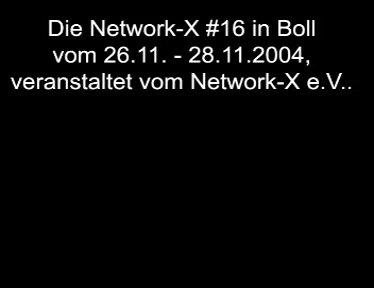 Die Network-X #16 in Boll
vom 26.11. - 28.11.2004,
veranstaltet vom Network-X e.V..